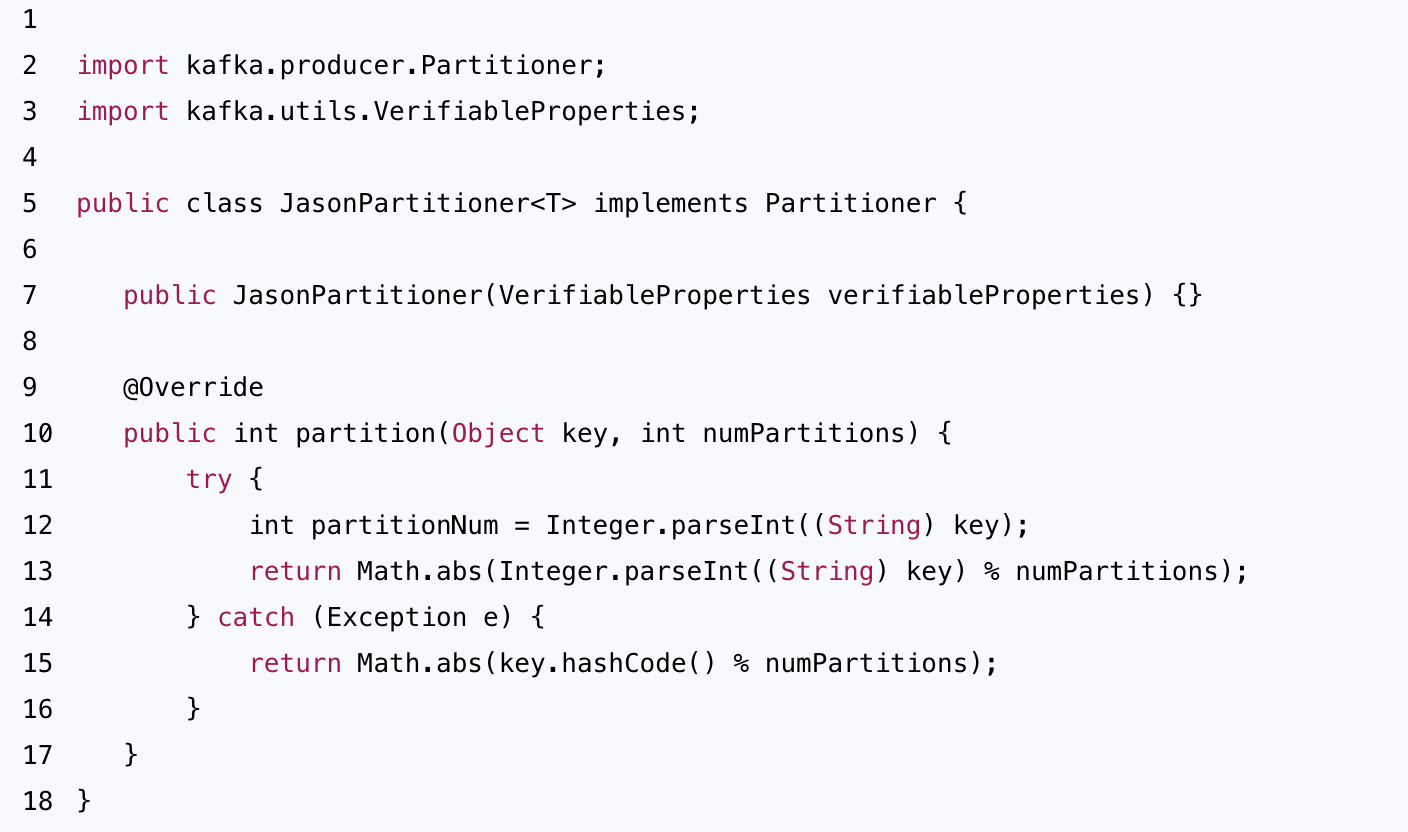 1
2 import kafka.producer.Partitioner;
3 import kafka.utils.VerifiableProperties;
4
5 public class JasonPartitioner<T> implements Partitioner {
6
7    public JasonPartitioner(VerifiableProperties verifiableProperties) {}
8
9    @Override
10    public int partition(Object key, int numPartitions) {
11        try {
12            int partitionNum = Integer.parseInt((String) key);
13            return Math.abs(Integer.parseInt((String) key) % numPartitions);
14        } catch (Exception e) {
15            return Math.abs(key.hashCode() % numPartitions);
16        }
17    }
18 }